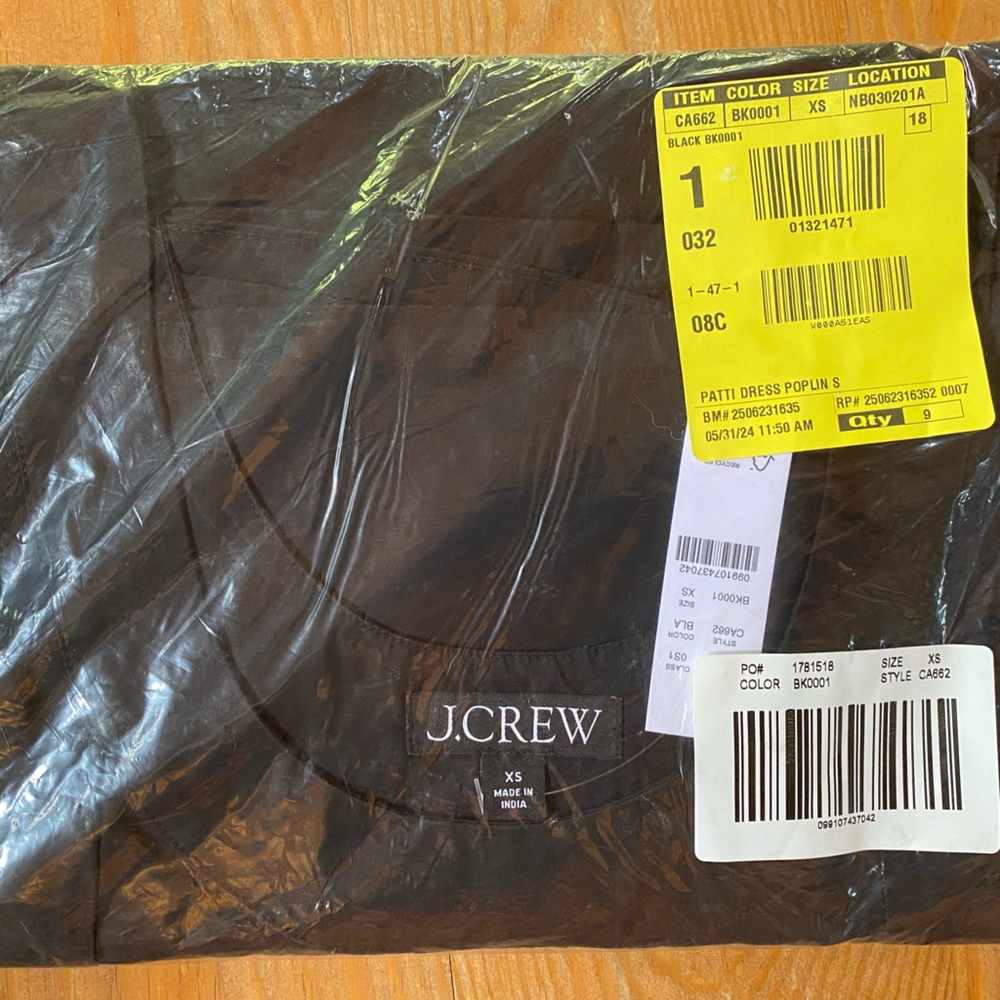 ITEM COLOR SIZE LOCATION
CA662 BK0001 XS NB030201A
18
BLACK BK0001
1
01321471
032
1-47-1
W000A51EAS
08C
PATTI DRESS POPLIN S
BM# 2506231635 RP# 25062316352 0007
05/31/24 11:50 AM Qty 9
RECYCLED
099107437042
BK0001 XS
SIZE
CA662 BLA
STYLE COLOR
0S1
CLASS
PO# 1781518 SIZE XS
COLOR BK0001 STYLE CA662
099107437042
J.CREW
XS
MADE IN
INDIA